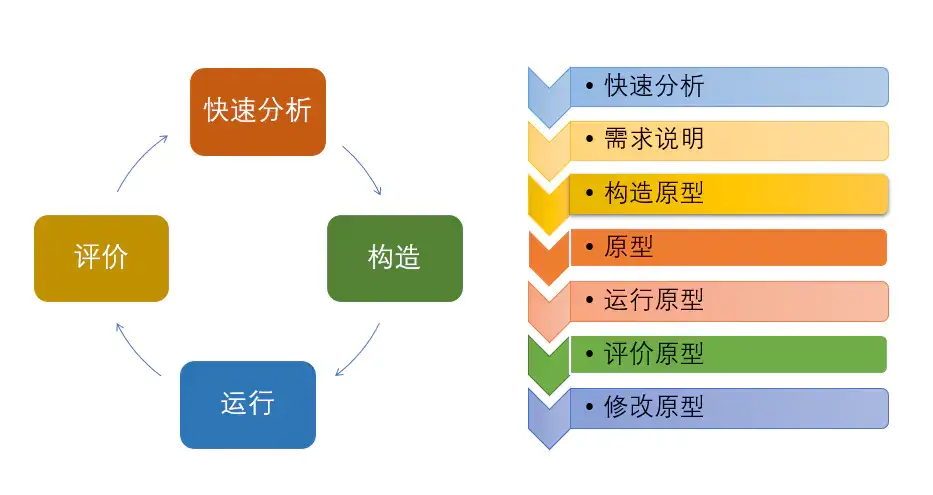 快速分析
构造
运行
评价
• 快速分析
• 需求说明
• 构造原型
• 原型
• 运行原型
• 评价原型
• 修改原型